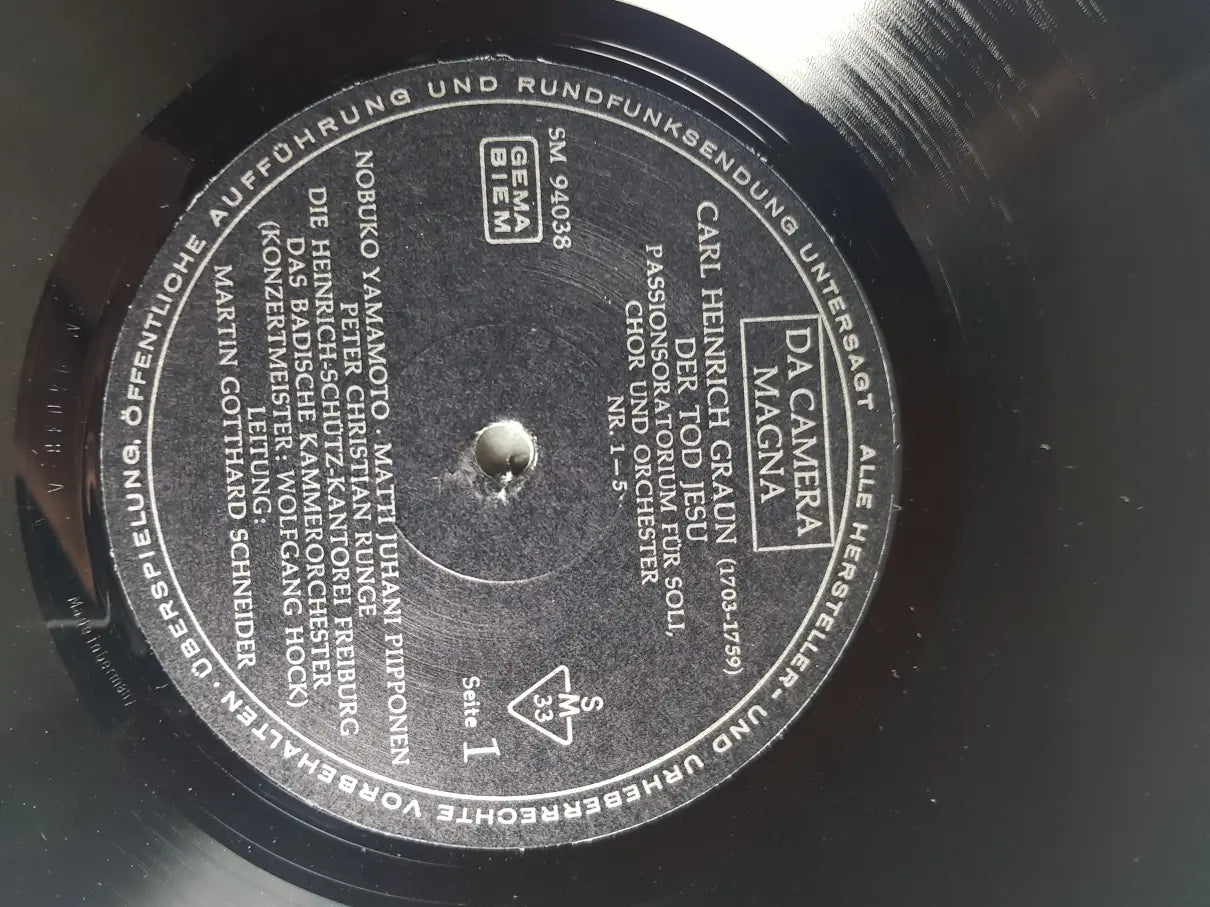 ALLE HERSTELLER- UND URHEBERRECHTE VORBEHALTEN · ÜBERSPIELUNG, ÖFFENTLICHE AUFFÜHRUNG UND RUNDFUNKSENDUNG UNTERSAGT
DA CAMERA
MAGNA
CARL HEINRICH GRAUN (1703-1759)
DER TOD JESU
PASSIONSORATORIUM FÜR SOLI,
CHOR UND ORCHESTER
NR. 1–5
SM 94038
GEMA
BIEM
S
M
33
Seite 1
NOBUKO YAMAMOTO · MATTI JUHANI PIIPPONEN
PETER CHRISTIAN RUNGE
DIE HEINRICH-SCHÜTZ-KANTOREI FREIBURG
DAS BADISCHE KAMMERORCHESTER
(KONZERTMEISTER: WOLFGANG HOCK)
LEITUNG:
MARTIN GOTTHARD SCHNEIDER
Made in Germany